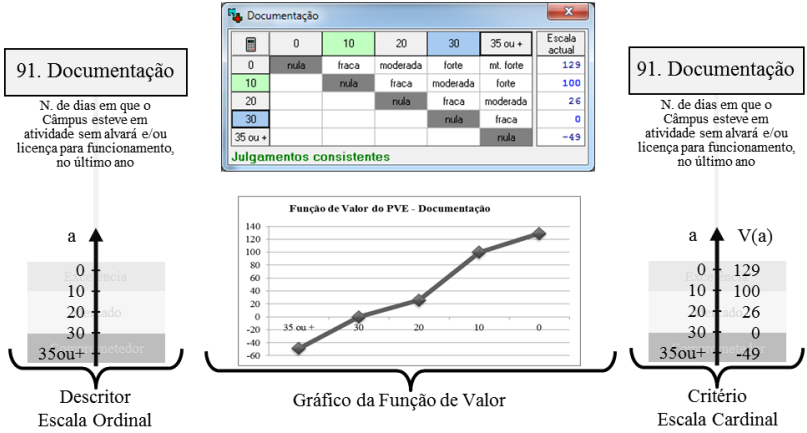 91. Documentação
N. de dias em que o
Câmpus esteve em
atividade sem alvará e/ou
licença para funcionamento,
no último ano
a
Excelência
0
10
20
30
Comprometedor
35ou+
Descritor
Escala Ordinal
Documentação
0 10 20 30 35 ou + Escala actual
0 nula fraca moderada forte mt. forte 129
10 nula fraca moderada forte 100
20 nula fraca moderada 26
30 nula fraca 0
35 ou + nula -49
Julgamentos consistentes
Função de Valor do PVE - Documentação
140
120
100
80
60
40
20
0
-20
-40
-60
35 ou + 30 20 10 0
Gráfico da Função de Valor
91. Documentação
N. de dias em que o
Câmpus esteve em
atividade sem alvará e/ou
licença para funcionamento,
no último ano
a V(a)
Excelência
0 129
10 100
20 26
30 0
Comprometedor
35ou+ -49
Critério
Escala Cardinal